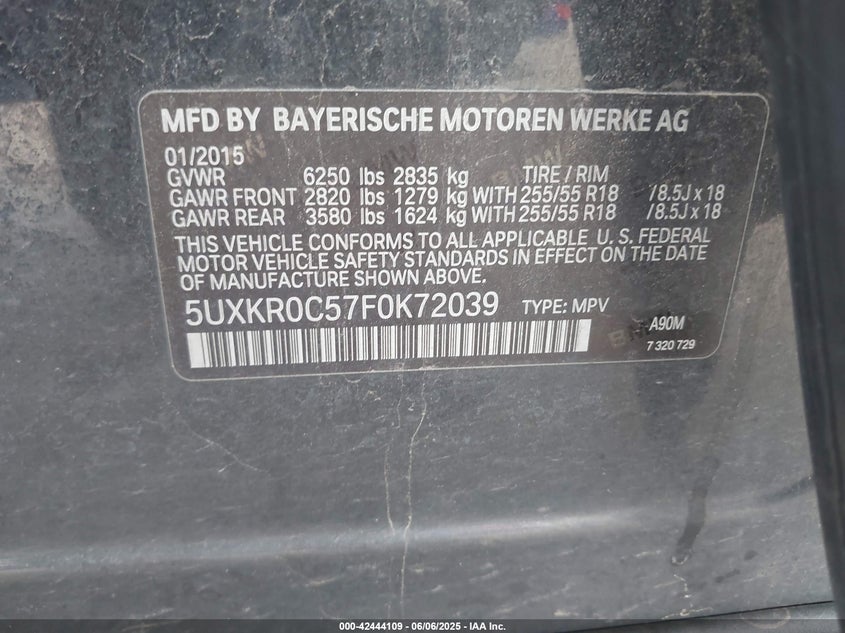 MFD BY BAYERISCHE MOTOREN WERKE AG
01/2015
GVWR 6250 lbs 2835 kg TIRE / RIM
GAWR FRONT 2820 lbs 1279 kg WITH 255/55 R18 /8.5J x 18
GAWR REAR 3580 lbs 1624 kg WITH 255/55 R18 /8.5J x 18
THIS VEHICLE CONFORMS TO ALL APPLICABLE U. S. FEDERAL
MOTOR VEHICLE SAFETY STANDARDS IN EFFECT ON THE DATE
OF MANUFACTURE SHOWN ABOVE.
5UXKR0C57F0K72039 TYPE: MPV
A90M
7 320 729
000-42444109 - 06/06/2025 - IAA Inc.